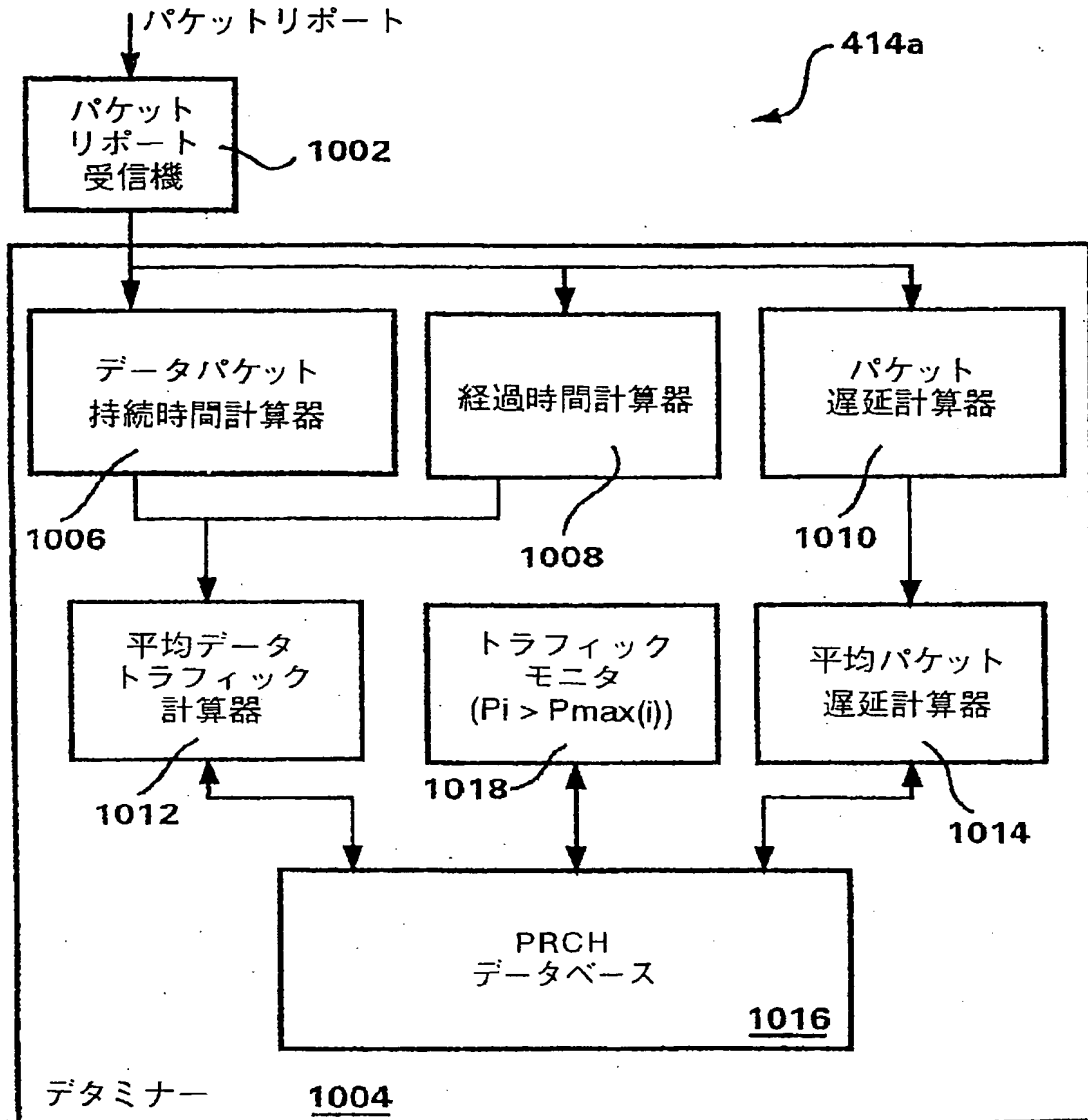 パケットリポート
414a
パケット
リポート
受信機
1002
データパケット
持続時間計算器
1006
経過時間計算器
1008
パケット
遅延計算器
1010
平均データ
トラフィック
計算器
1012
トラフィック
モニタ
(Pi > Pmax(i))
1018
平均パケット
遅延計算器
1014
PRCH
データベース
1016
デタミナー 1004